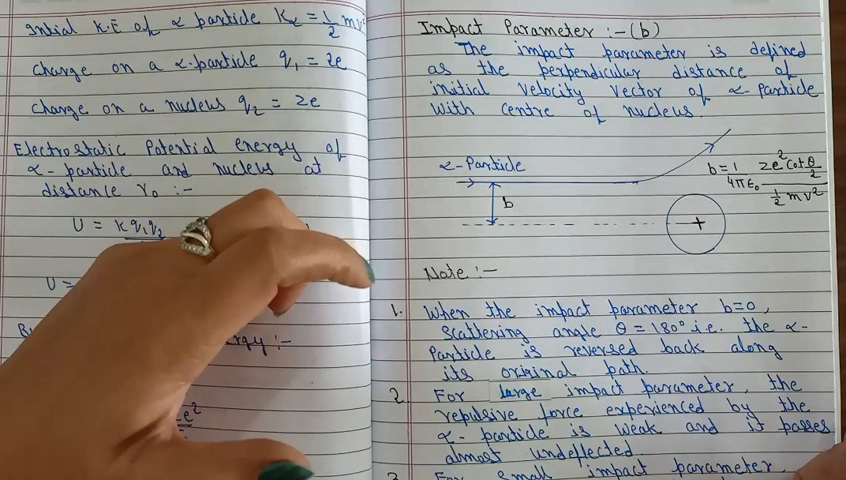 Initial K.E of α particle Kα = 1/2 mv²
Charge on a α-particle q₁ = 2e
Charge on a nucleus q₂ = Ze
Electrostatic Potential energy of
α-particle and nucleus at
distance r₀ :-
U = Kq₁q₂
U =
Impact Parameter :- (b)
The impact parameter is defined
as the perpendicular distance of
initial velocity vector of α-particle
with centre of nucleus.
α-Particle
b
+
b = 1/4πε₀ Ze² cot θ/2 / 1/2 mv²
Note :-
1. When the impact parameter b=0,
Scattering angle θ = 180° i.e. the α-
Particle is reversed back along
its original path.
2. For large impact parameter, the
repulsive force experienced by the
α-particle is weak and it passes
almost undeflected.
3. For small impact parameter,